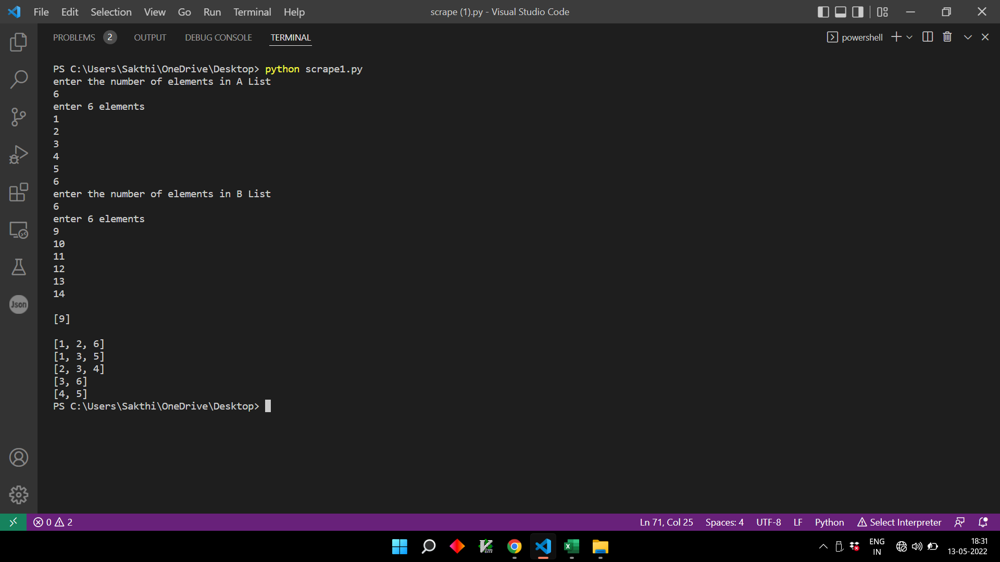 File Edit Selection View Go Run Terminal Help
scrape (1).py - Visual Studio Code
PROBLEMS 2 OUTPUT DEBUG CONSOLE TERMINAL
powershell
PS C:\Users\Sakthi\OneDrive\Desktop> python scrape1.py
enter the number of elements in A List
6
enter 6 elements
1
2
3
4
5
6
enter the number of elements in B List
6
enter 6 elements
9
10
11
12
13
14
[9]
[1, 2, 6]
[1, 3, 5]
[2, 3, 4]
[3, 6]
[4, 5]
PS C:\Users\Sakthi\OneDrive\Desktop>
Json
0 2
Ln 71, Col 25 Spaces: 4 UTF-8 LF Python Select Interpreter
ENG
IN
18:31
13-05-2022